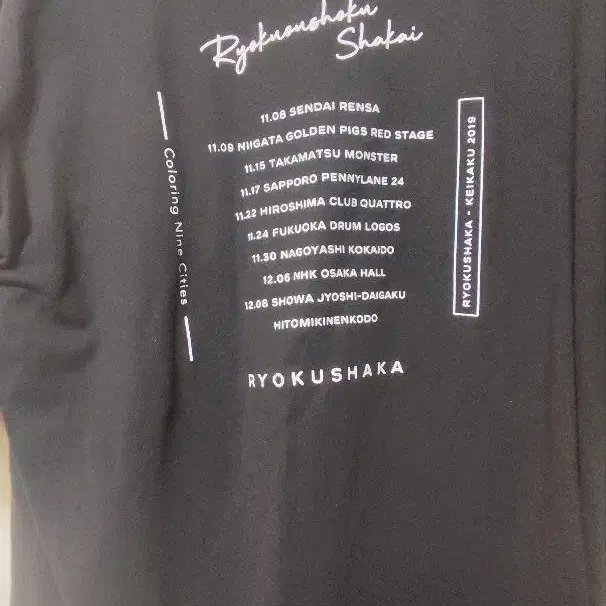 Ryokuoushoku
Shakai
11.08 SENDAI RENSA
11.09 NIIGATA GOLDEN PIGS RED STAGE
11.15 TAKAMATSU MONSTER
11.17 SAPPORO PENNYLANE 24
11.22 HIROSHIMA CLUB QUATTRO
11.24 FUKUOKA DRUM LOGOS
11.30 NAGOYASHI KOKAIDO
12.06 NHK OSAKA HALL
12.08 SHOWA JYOSHI-DAIGAKU
HITOMIKINENKODO
RYOKUSHAKA
Coloring Nine Cities
RYOKUSHAKA - KEIKAKU 2019